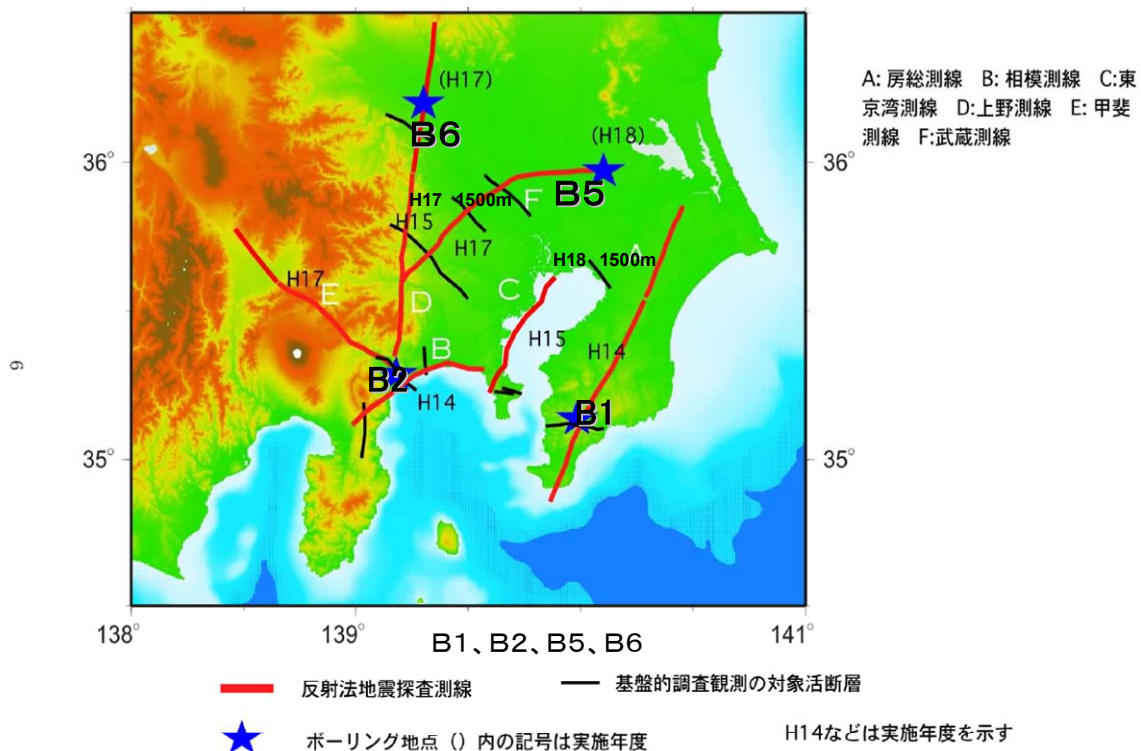 (H17)
B6
A: 房総測線 B: 相模測線 C:東
京湾測線 D:上野測線 E: 甲斐
測線 F:武蔵測線
(H18)
36°
36°
B5
H17 1500m
F
H15
H17
A
H18 1500m
H17
E
D
C
H15
B
H14
B2
H14
B1
35°
35°
6
138°
139°
141°
B1、B2、B5、B6
反射法地震探査測線
基盤的調査観測の対象活断層
ボーリング地点（）内の記号は実施年度
H14などは実施年度を示す